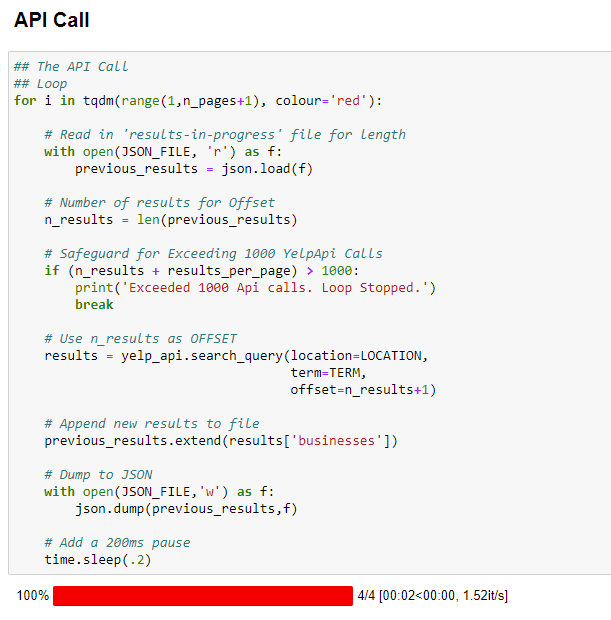 API Call
## The API Call
## Loop
for i in tqdm(range(1,n_pages+1), colour='red'):
# Read in 'results-in-progress' file for length
with open(JSON_FILE, 'r') as f:
previous_results = json.load(f)
# Number of results for Offset
n_results = len(previous_results)
# Safeguard for Exceeding 1000 YelpApi Calls
if (n_results + results_per_page) > 1000:
print('Exceeded 1000 Api calls. Loop Stopped.')
break
# Use n_results as OFFSET
results = yelp_api.search_query(location=LOCATION,
term=TERM,
offset=n_results+1)
# Append new results to file
previous_results.extend(results['businesses'])
# Dump to JSON
with open(JSON_FILE,'w') as f:
json.dump(previous_results,f)
# Add a 200ms pause
time.sleep(.2)
100% 4/4 [00:02<00:00, 1.52it/s]